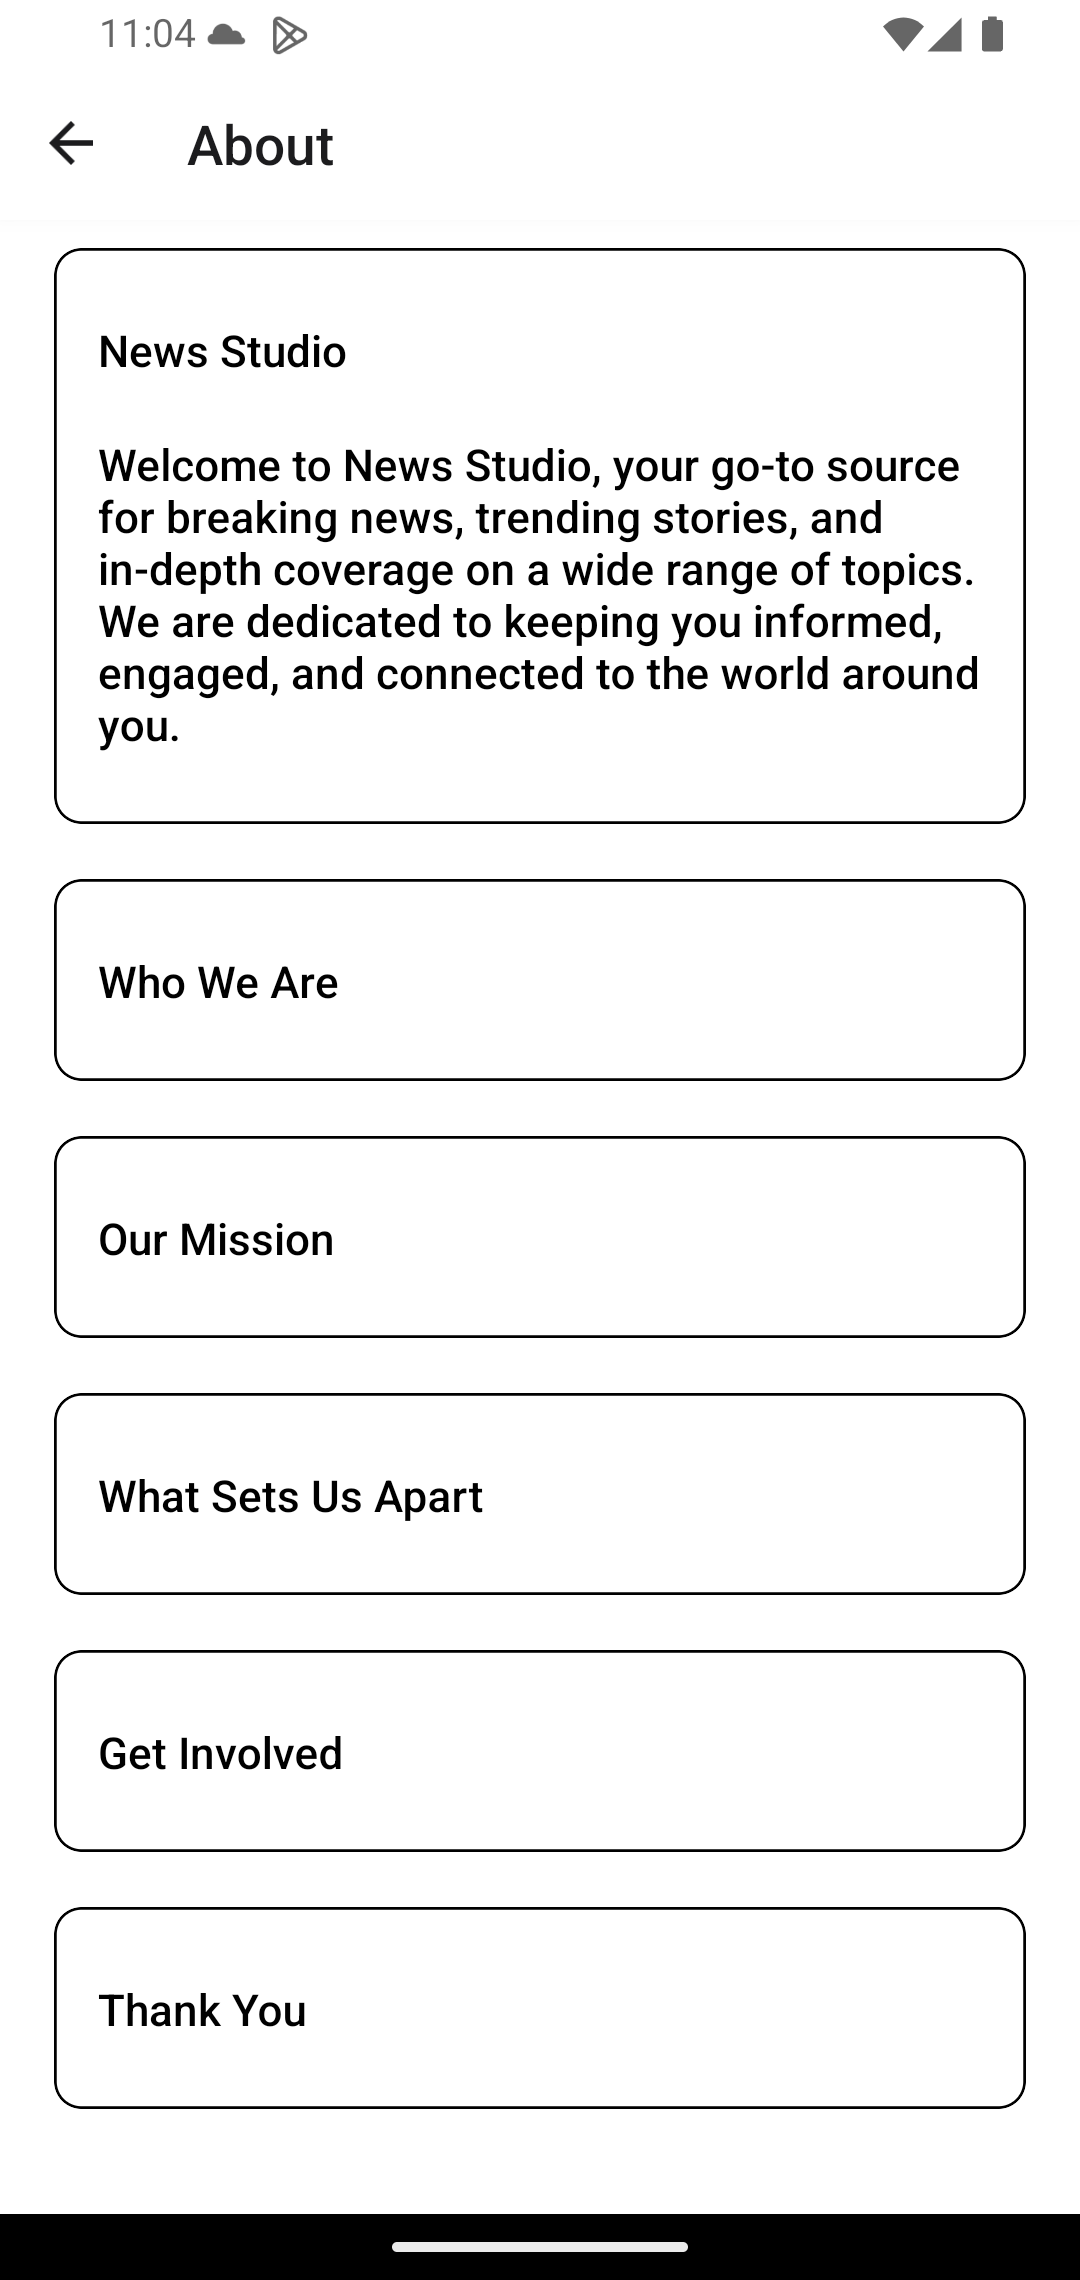 11:04
About
News Studio
Welcome to News Studio, your go-to source
for breaking news, trending stories, and
in-depth coverage on a wide range of topics.
We are dedicated to keeping you informed,
engaged, and connected to the world around
you.
Who We Are
Our Mission
What Sets Us Apart
Get Involved
Thank You